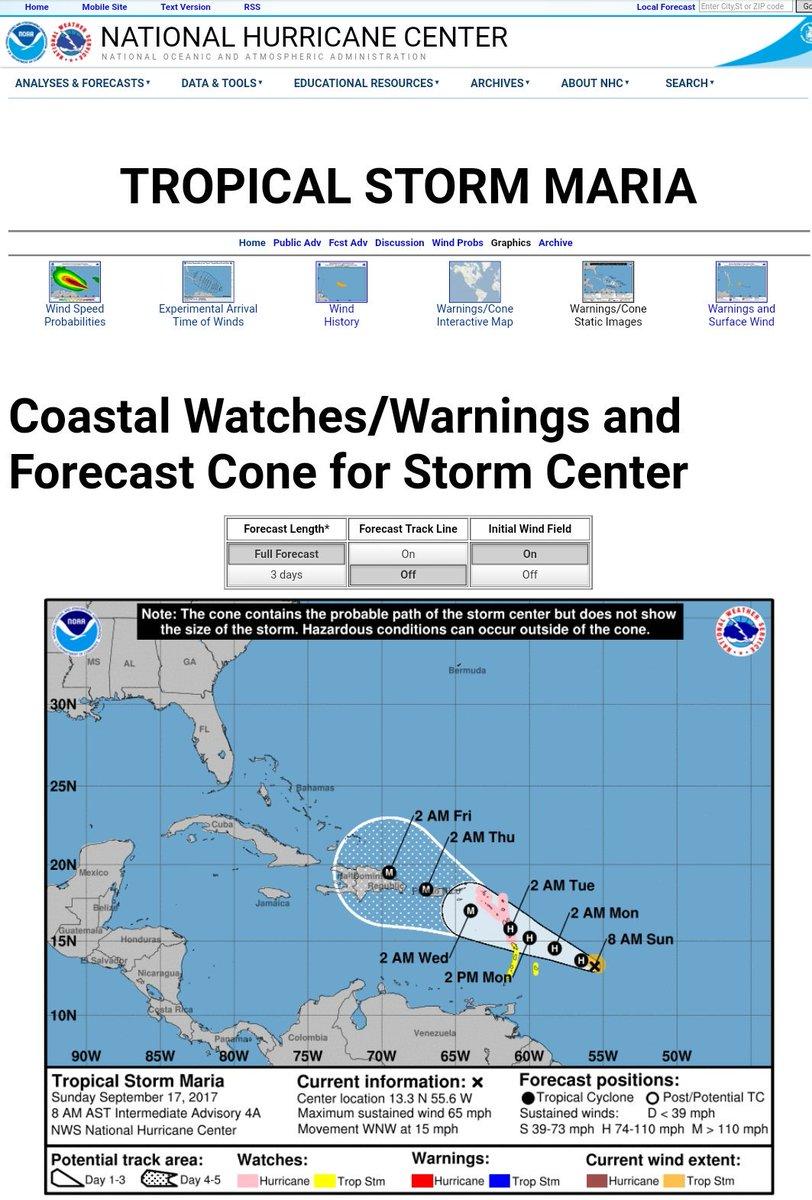 Home Mobile Site Text Version RSS Local Forecast Enter City,St or ZIP code Go
NATIONAL HURRICANE CENTER
NATIONAL OCEANIC AND ATMOSPHERIC ADMINISTRATION
ANALYSES & FORECASTS▾ DATA & TOOLS▾ EDUCATIONAL RESOURCES▾ ARCHIVES▾ ABOUT NHC▾ SEARCH▾
TROPICAL STORM MARIA
Home Public Adv Fcst Adv Discussion Wind Probs Graphics Archive
Wind Speed Experimental Arrival Wind Warnings/Cone Warnings/Cone Warnings and
Probabilities Time of Winds History Interactive Map Static Images Surface Wind
Coastal Watches/Warnings and
Forecast Cone for Storm Center
Forecast Length* Forecast Track Line Initial Wind Field
Full Forecast On On
3 days Off Off
Note: The cone contains the probable path of the storm center but does not show
the size of the storm. Hazardous conditions can occur outside of the cone.
NOAA
NATIONAL WEATHER SERVICE
MS AL GA
Bermuda
30N
FL
25N
Bahamas
2 AM Fri
Cuba
2 AM Thu
20N
Mexico
M
Dominican
Republic
M
2 AM Tue
Jamaica
Belize
M
2 AM Mon
Guatemala
H
15N
Honduras
H
H
8 AM Sun
H
El Salvador
2 AM Wed
Nicaragua
2 PM Mon
Costa Rica
10N
Panama
Colombia
Venezuela
90W 85W 80W 75W 70W 65W 60W 55W 50W
Tropical Storm Maria
Sunday September 17, 2017
8 AM AST Intermediate Advisory 4A
NWS National Hurricane Center
Current information: x
Center location 13.3 N 55.6 W
Maximum sustained wind 65 mph
Movement WNW at 15 mph
Forecast positions:
Tropical Cyclone Post/Potential TC
Sustained winds: D < 39 mph
S 39-73 mph H 74-110 mph M > 110 mph
Potential track area: Watches: Warnings: Current wind extent:
Day 1-3 Day 4-5 Hurricane Trop Stm Hurricane Trop Stm Hurricane Trop Stm